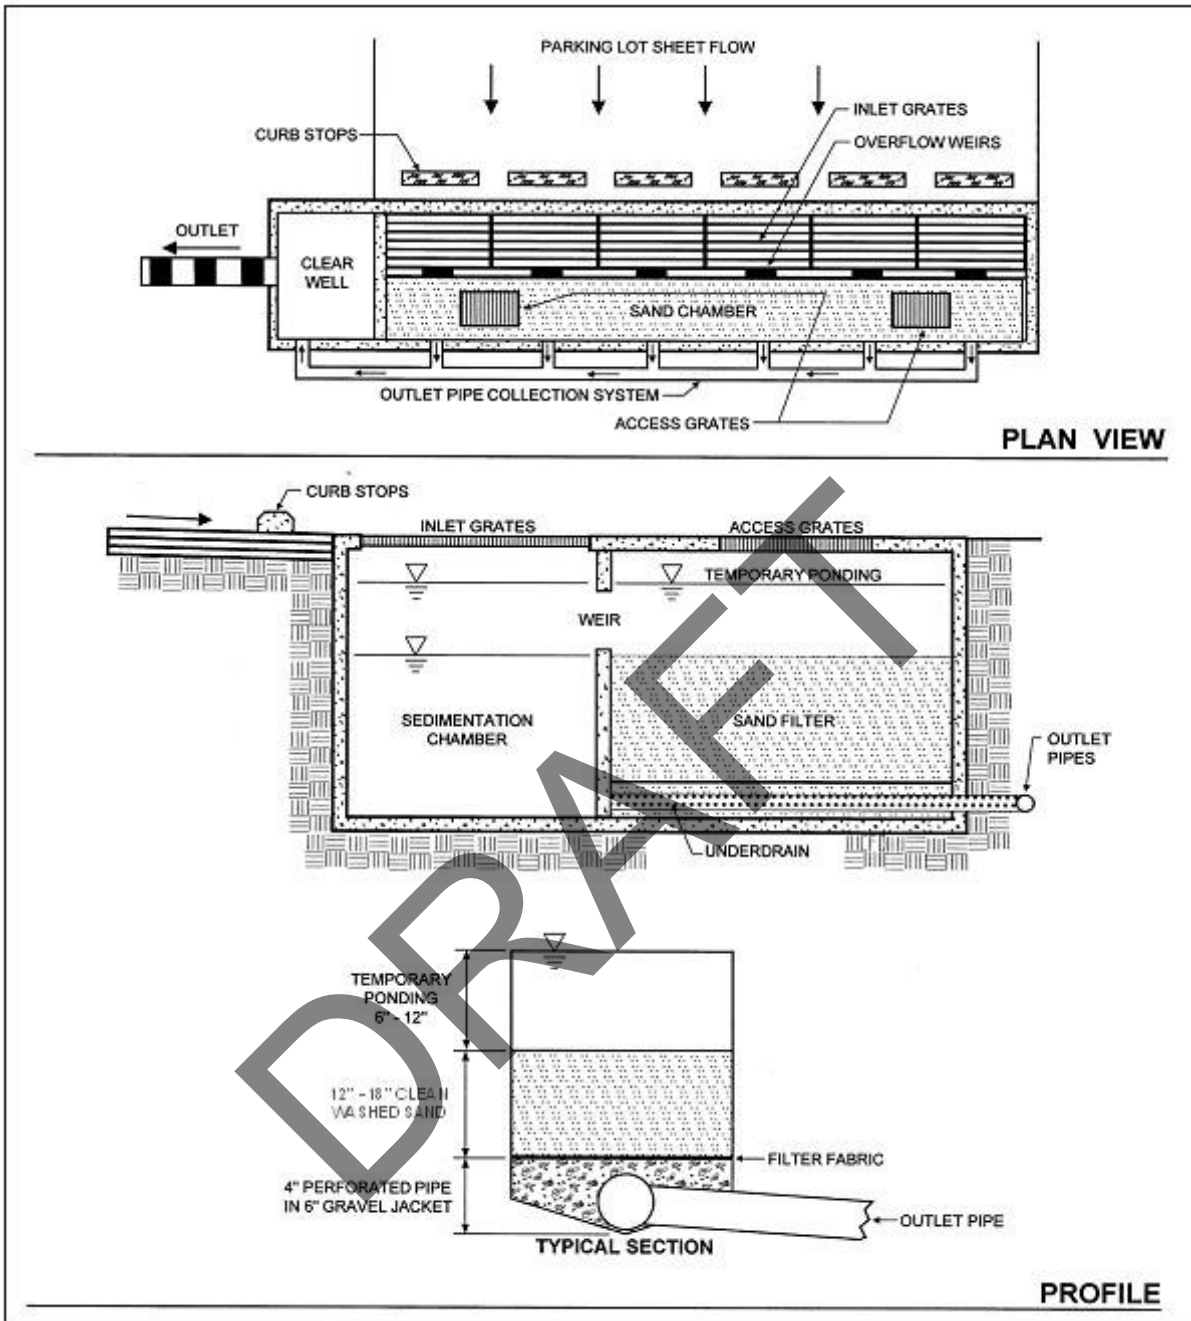 PARKING LOT SHEET FLOW
INLET GRATES
CURB STOPS
OVERFLOW WEIRS
OUTLET
CLEAR
WELL
SAND CHAMBER
OUTLET PIPE COLLECTION SYSTEM
ACCESS GRATES
PLAN VIEW
CURB STOPS
INLET GRATES
ACCESS GRATES
TEMPORARY PONDING
WEIR
SEDIMENTATION
CHAMBER
SAND FILTER
OUTLET
PIPES
UNDERDRAIN
DRAFT
TEMPORARY
PONDING
6" - 12"
12" - 18" CLEAN
WASHED SAND
FILTER FABRIC
4" PERFORATED PIPE
IN 6" GRAVEL JACKET
OUTLET PIPE
TYPICAL SECTION
PROFILE